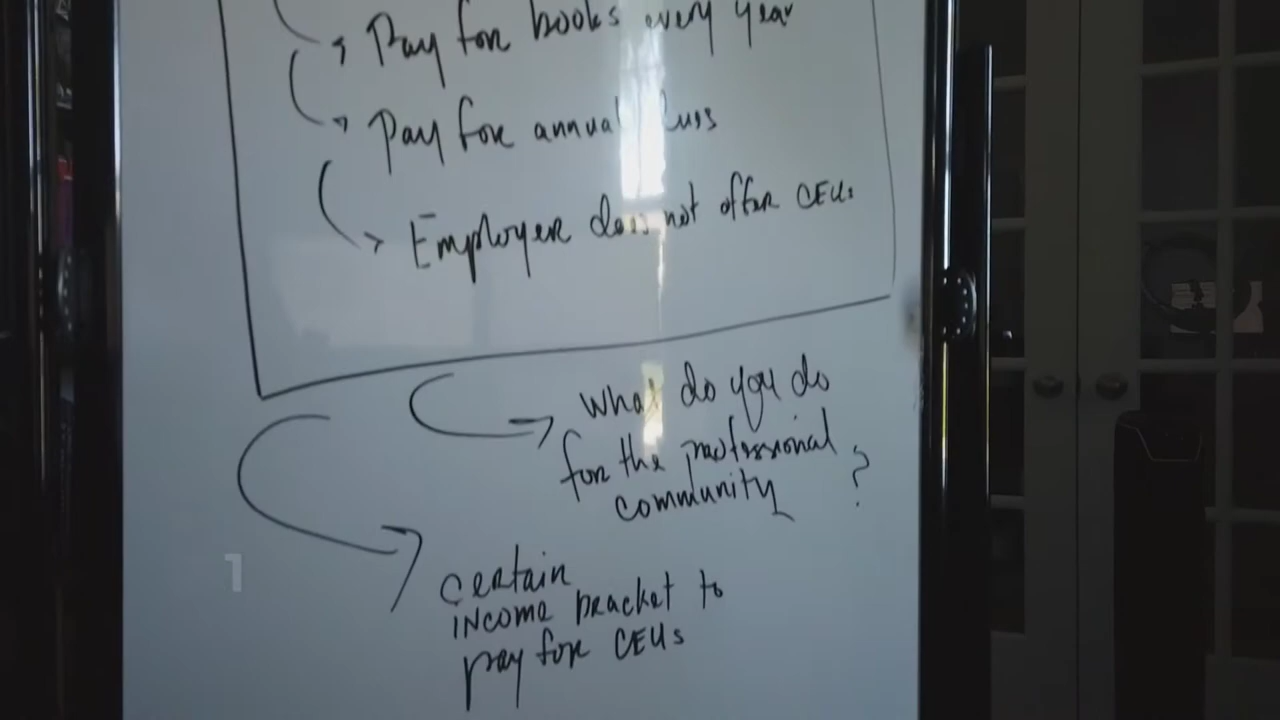 Pay for books every year
Pay for annual
Employer does not offer CEUs
What do you do
for the professional
community ?
1
certain
income bracket to
pay for CEUs